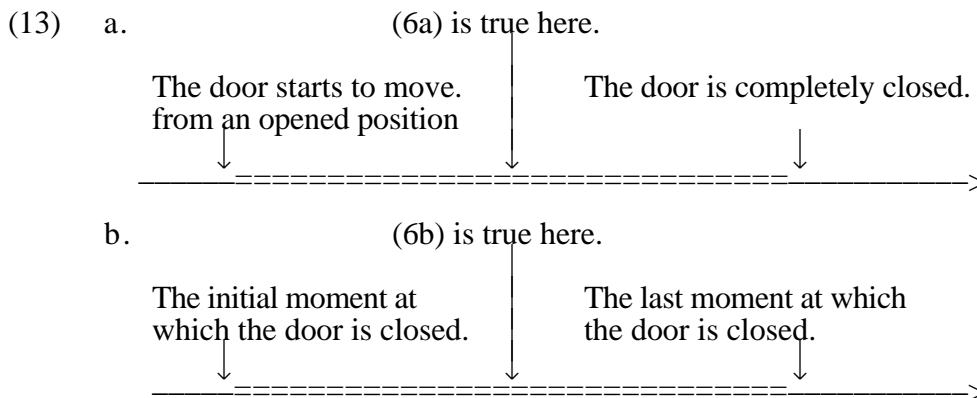 (13) a. (6a) is true here.
The door starts to move. The door is completely closed.
from an opened position
b. (6b) is true here.
The initial moment at The last moment at which
which the door is closed. the door is closed.